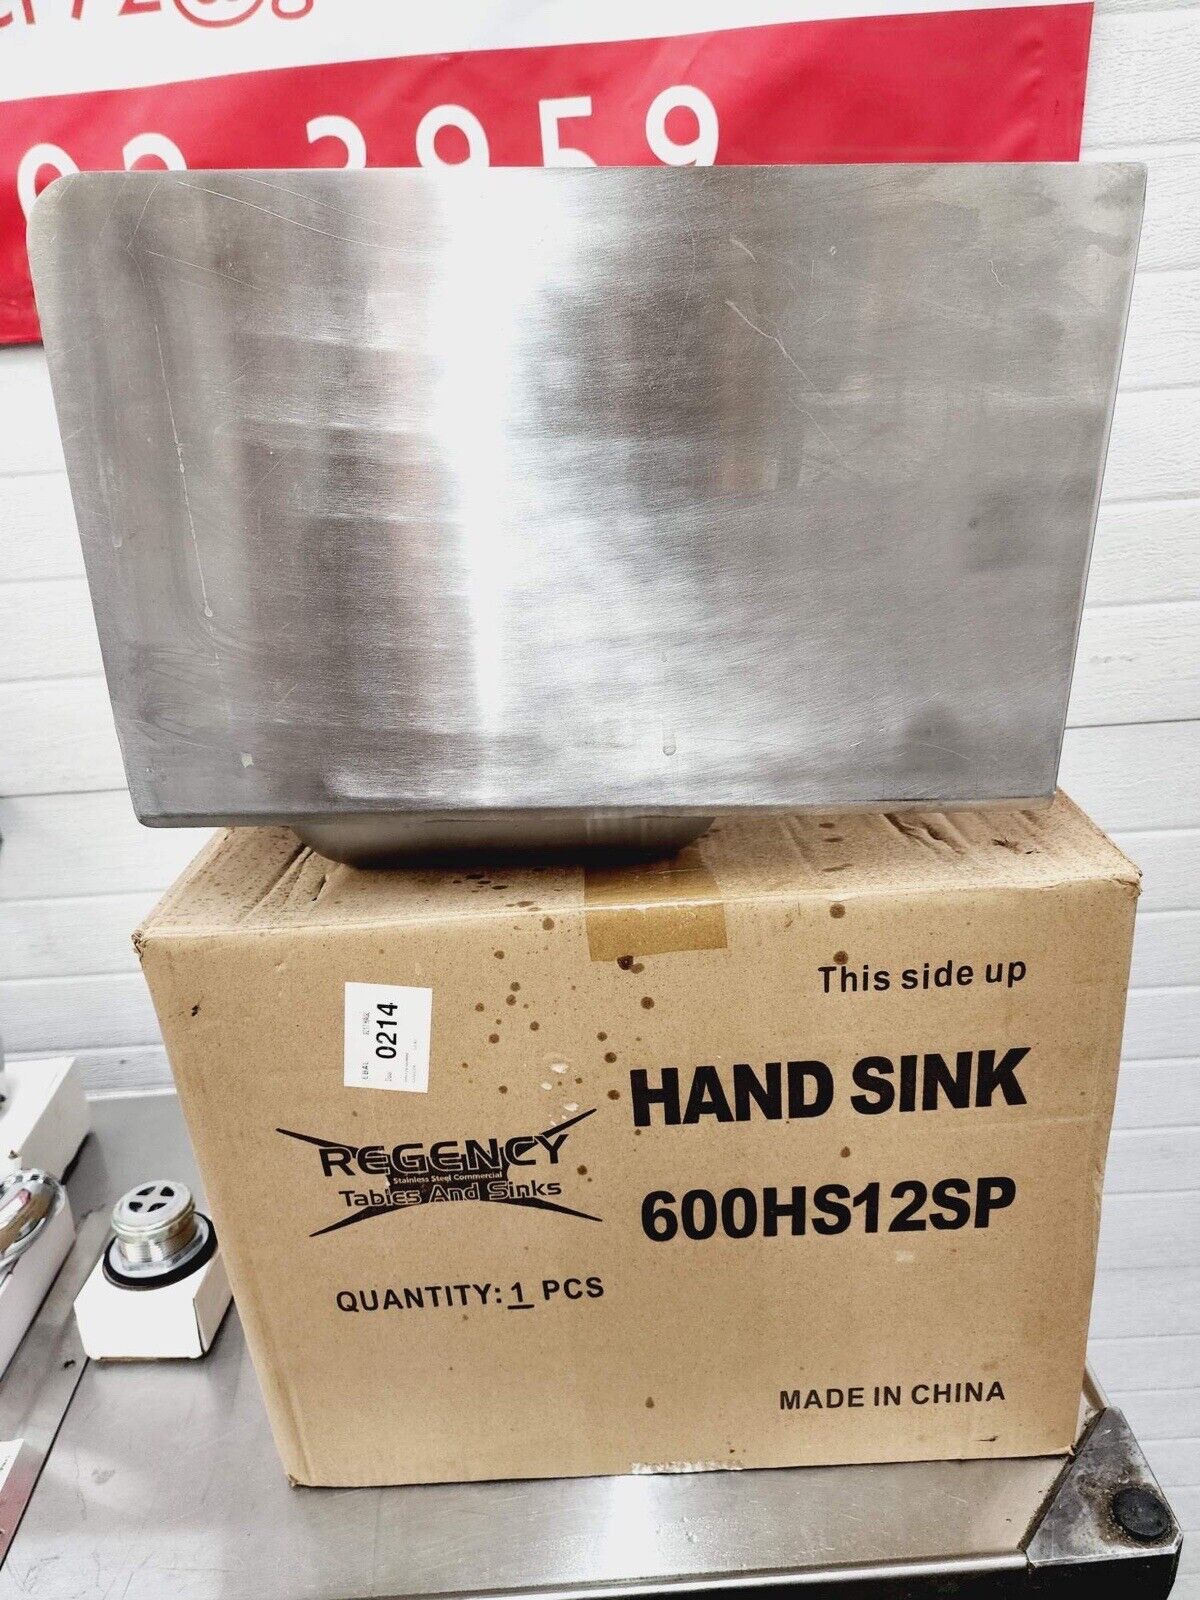 2959
This side up
0214
HAND SINK
REGENCY
Stainless Steel Commercial
Tables And Sinks
600HS12SP
QUANTITY: 1 PCS
MADE IN CHINA